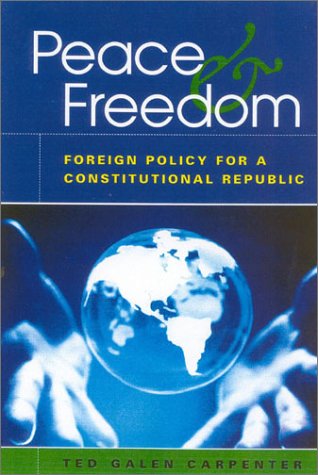 Peace &
Freedom
FOREIGN POLICY FOR A
CONSTITUTIONAL REPUBLIC
TED GALEN CARPENTER